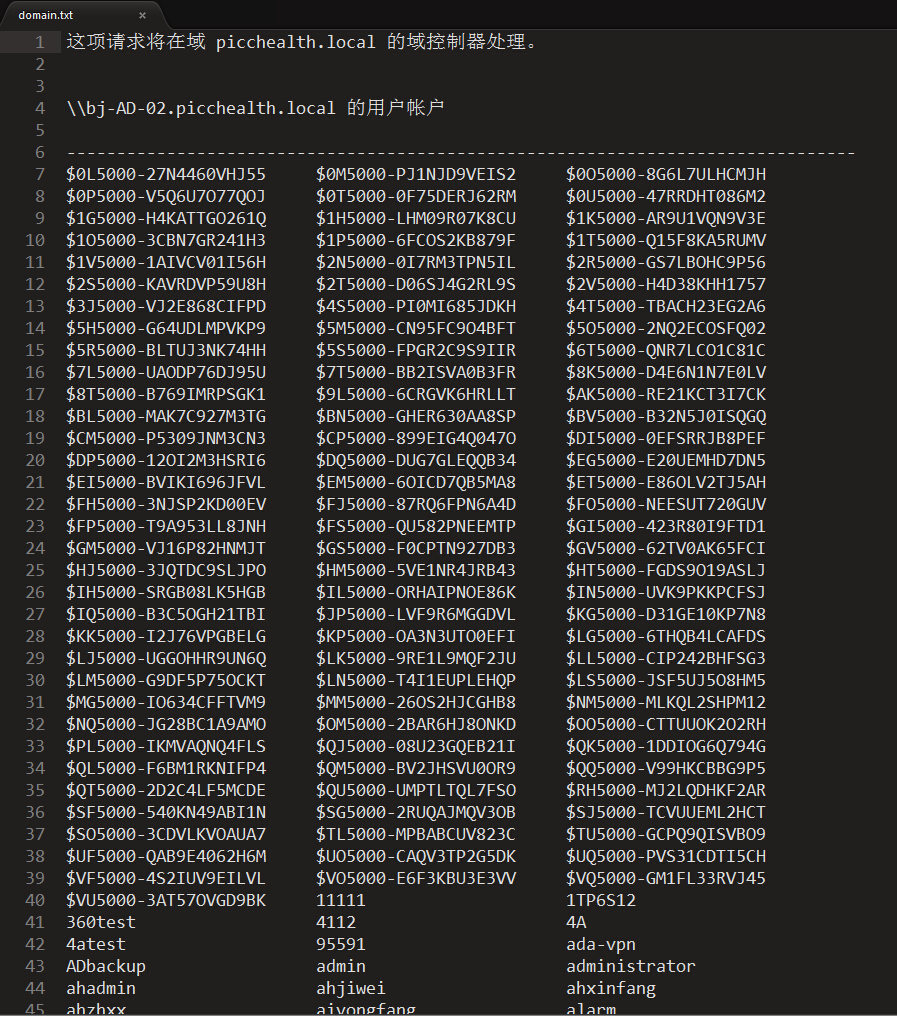 domain.txt ×
1 这项请求将在域 picchealth.local 的域控制器处理。
2
3
4 \\bj-AD-02.picchealth.local 的用户帐户
5
6 -------------------------------------------------------------------------------
7 $0L5000-27N4460VHJ55 $0M5000-PJ1NJD9VEIS2 $0O5000-8G6L7ULHCMJH
8 $0P5000-V5Q6U7O77QOJ $0T5000-0F75DERJ62RM $0U5000-47RRDHT086M2
9 $1G5000-H4KATTGO261Q $1H5000-LHM09R07K8CU $1K5000-AR9U1VQN9V3E
10 $1O5000-3CBN7GR241H3 $1P5000-6FCOS2KB879F $1T5000-Q15F8KA5RUMV
11 $1V5000-1AIVCV01I56H $2N5000-0I7RM3TPN5IL $2R5000-GS7LBOHC9P56
12 $2S5000-KAVRDVP59U8H $2T5000-D06SJ4G2RL9S $2V5000-H4D38KHH1757
13 $3J5000-VJ2E868CIFPD $4S5000-PI0MI685JDKH $4T5000-TBACH23EG2A6
14 $5H5000-G64UDLMPVKP9 $5M5000-CN95FC9O4BFT $5O5000-2NQ2ECOSFQ02
15 $5R5000-BLTUJ3NK74HH $5S5000-FPGR2C9S9IIR $6T5000-QNR7LCO1C81C
16 $7L5000-UAODP76DJ95U $7T5000-BB2ISVA0B3FR $8K5000-D4E6N1N7E0LV
17 $8T5000-B769IMRPSGK1 $9L5000-6CRGVK6HRLLT $AK5000-RE21KCT3I7CK
18 $BL5000-MAK7C927M3TG $BN5000-GHER630AA8SP $BV5000-B32N5J0ISQGQ
19 $CM5000-P5309JNM3CN3 $CP5000-899EIG4Q047O $DI5000-0EFSRRJB8PEF
20 $DP5000-12OI2M3HSRI6 $DQ5000-DUG7GLEQQB34 $EG5000-E20UEMHD7DN5
21 $EI5000-BVIKI696JFVL $EM5000-6OICD7QB5MA8 $ET5000-E86OLV2TJ5AH
22 $FH5000-3NJSP2KD00EV $FJ5000-87RQ6FPN6A4D $FO5000-NEESUT720GUV
23 $FP5000-T9A953LL8JNH $FS5000-QU582PNEEMTP $GI5000-423R80I9FTD1
24 $GM5000-VJ16P82HNMJT $GS5000-F0CPTN927DB3 $GV5000-62TV0AK65FCI
25 $HJ5000-3JQTDC9SLJPO $HM5000-5VE1NR4JRB43 $HT5000-FGDS9O19ASLJ
26 $IH5000-SRGB08LK5HGB $IL5000-ORHAIPNOE86K $IN5000-UVK9PKKPCFSJ
27 $IQ5000-B3C5OGH21TBI $JP5000-LVF9R6MGGDVL $KG5000-D31GE10KP7N8
28 $KK5000-I2J76VPGBELG $KP5000-OA3N3UTO0EFI $LG5000-6THQB4LCAFDS
29 $LJ5000-UGGOHHR9UN6Q $LK5000-9RE1L9MQF2JU $LL5000-CIP242BHFSG3
30 $LM5000-G9DF5P75OCKT $LN5000-T4I1EUPLEHQP $LS5000-JSF5UJ5O8HM5
31 $MG5000-IO634CFFTVM9 $MM5000-26OS2HJCGHB8 $NM5000-MLKQL2SHPM12
32 $NQ5000-JG28BC1A9AMO $OM5000-2BAR6HJ8ONKD $OO5000-CTTUUOK2O2RH
33 $PL5000-IKMVAQNQ4FLS $QJ5000-08U23GQEB21I $QK5000-1DDIOG6Q794G
34 $QL5000-F6BM1RKNIFP4 $QM5000-BV2JHSVU0OR9 $QQ5000-V99HKCBBG9P5
35 $QT5000-2D2C4LF5MCDE $QU5000-UMPTLTQL7FSO $RH5000-MJ2LQDHKF2AR
36 $SF5000-540KN49ABI1N $SG5000-2RUQAJMQV3OB $SJ5000-TCVUUEML2HCT
37 $SO5000-3CDVLKVOAUA7 $TL5000-MPBABCUV823C $TU5000-GCPQ9QISVBO9
38 $UF5000-QAB9E4062H6M $UO5000-CAQV3TP2G5DK $UQ5000-PVS31CDTI5CH
39 $VF5000-4S2IUV9EILVL $VO5000-E6F3KBU3E3VV $VQ5000-GM1FL33RVJ45
40 $VU5000-3AT57OVGD9BK 11111 1TP6S12
41 360test 4112 4A
42 4atest 95591 ada-vpn
43 ADbackup admin administrator
44 ahadmin ahjiwei ahxinfang
45 ahzhxx aiyongfang alarm